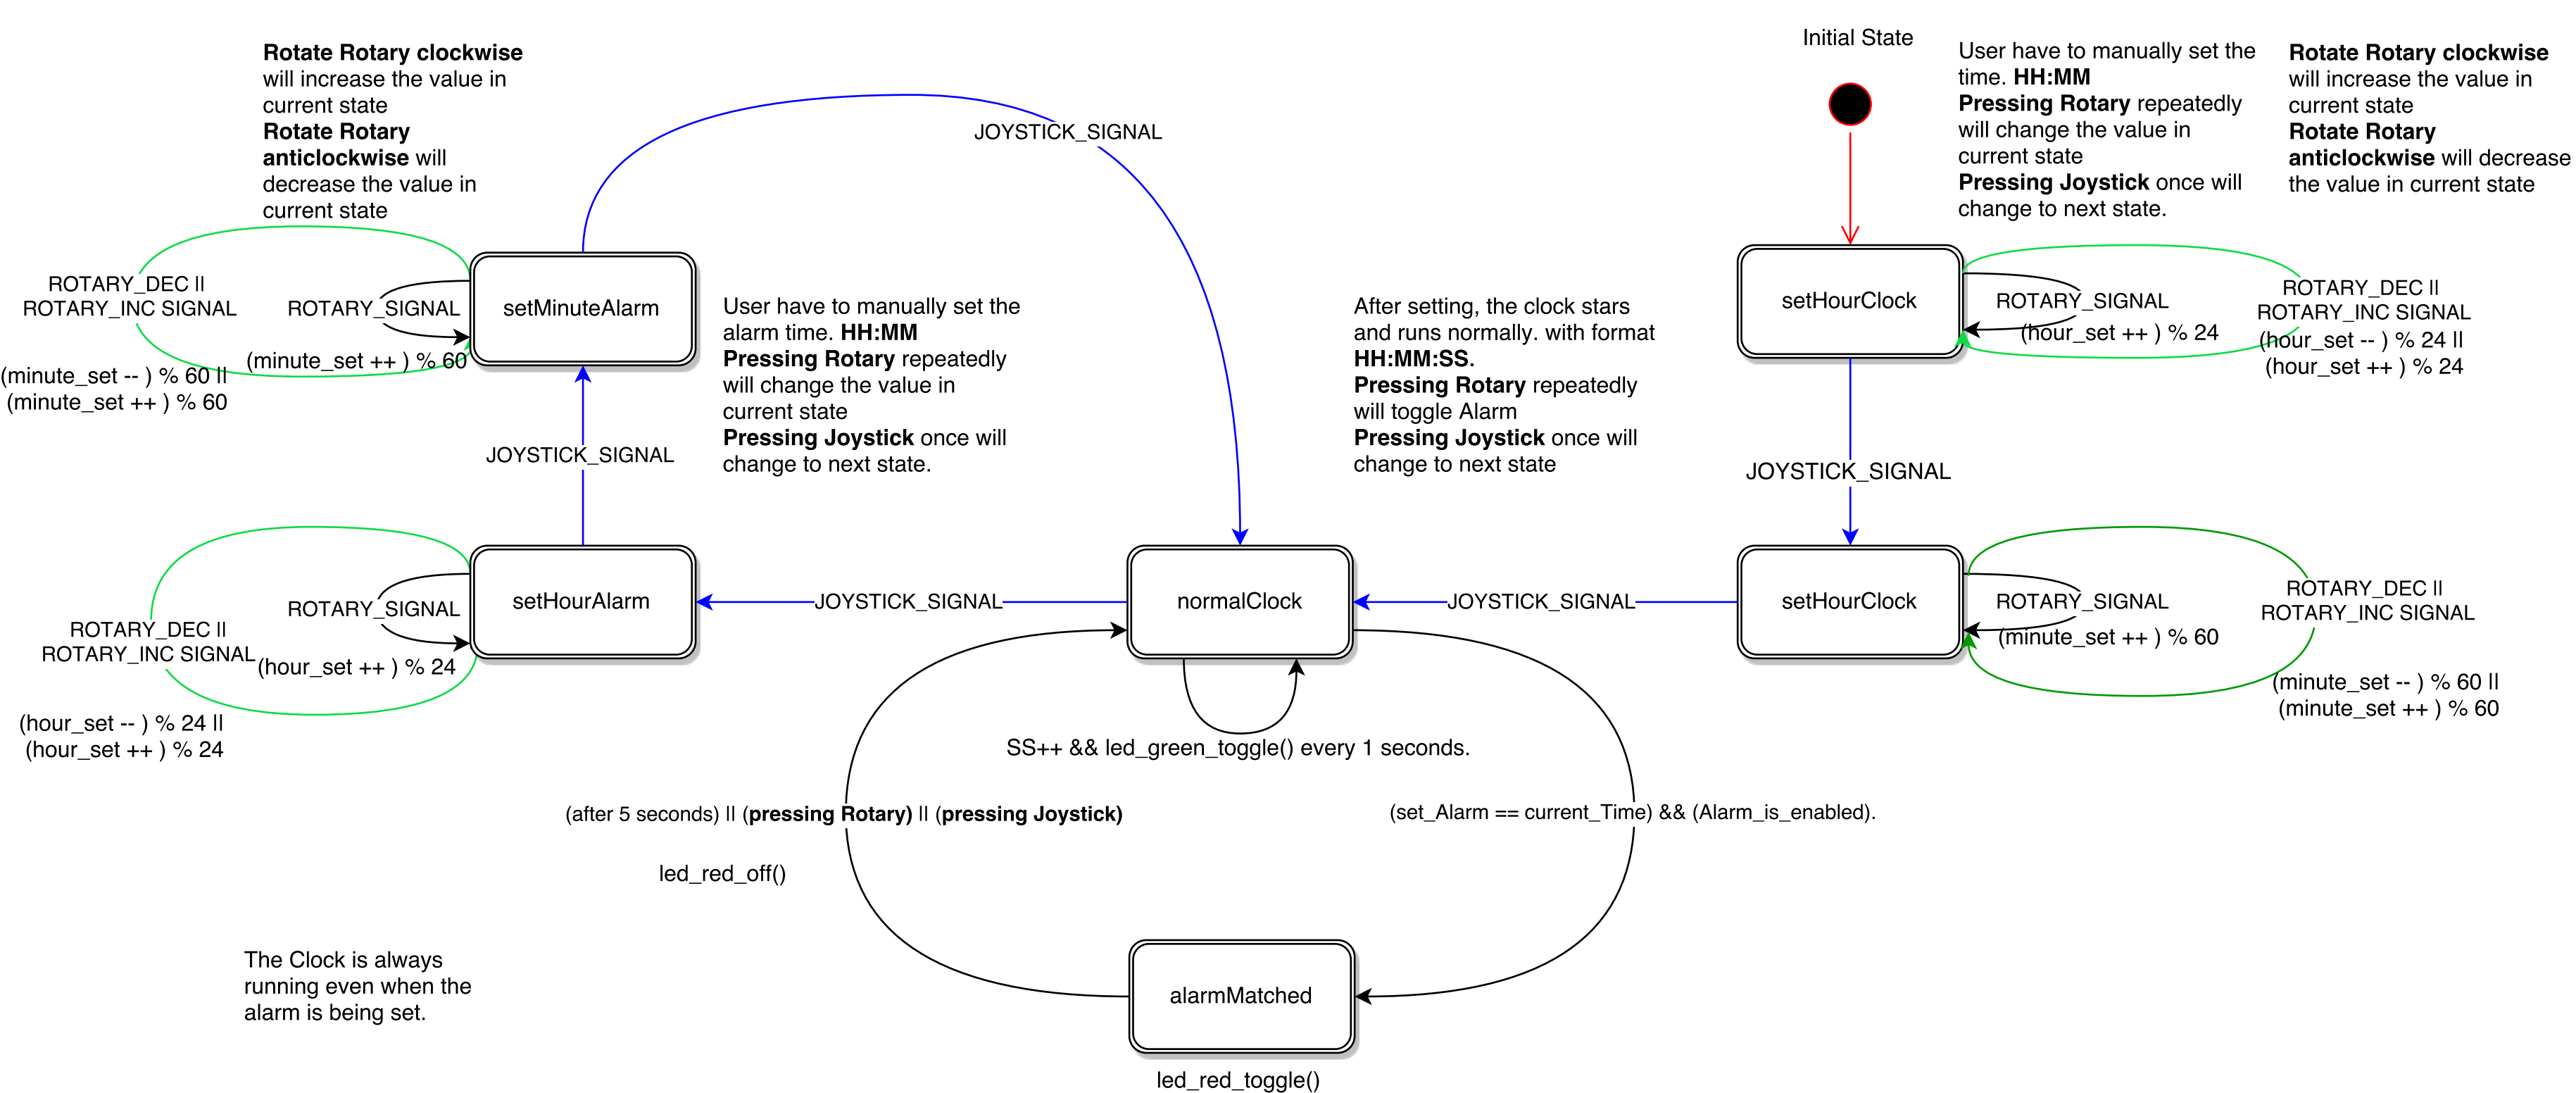 Initial State
User have to manually set the
time. HH:MM
Pressing Rotary repeatedly
will change the value in
current state
Pressing Joystick once will
change to next state.
Rotate Rotary clockwise
will increase the value in
current state
Rotate Rotary
anticlockwise will decrease
the value in current state
Rotate Rotary clockwise
will increase the value in
current state
Rotate Rotary
anticlockwise will
decrease the value in
current state
JOYSTICK_SIGNAL
ROTARY_DEC ||
ROTARY_INC SIGNAL
ROTARY_SIGNAL
setMinuteAlarm
(minute_set ++ ) % 60
(minute_set -- ) % 60 ||
(minute_set ++ ) % 60
User have to manually set the
alarm time. HH:MM
Pressing Rotary repeatedly
will change the value in
current state
Pressing Joystick once will
change to next state.
After setting, the clock stars
and runs normally. with format
HH:MM:SS.
Pressing Rotary repeatedly
will toggle Alarm
Pressing Joystick once will
change to next state
setHourClock
ROTARY_SIGNAL
(hour_set ++ ) % 24
ROTARY_DEC ||
ROTARY_INC SIGNAL
(hour_set -- ) % 24 ||
(hour_set ++ ) % 24
JOYSTICK_SIGNAL
JOYSTICK_SIGNAL
ROTARY_DEC ||
ROTARY_INC SIGNAL
ROTARY_SIGNAL
(hour_set ++ ) % 24
(hour_set -- ) % 24 ||
(hour_set ++ ) % 24
setHourAlarm
JOYSTICK_SIGNAL
normalClock
JOYSTICK_SIGNAL
setHourClock
ROTARY_SIGNAL
(minute_set ++ ) % 60
ROTARY_DEC ||
ROTARY_INC SIGNAL
(minute_set -- ) % 60 ||
(minute_set ++ ) % 60
SS++ && led_green_toggle() every 1 seconds.
(after 5 seconds) || (pressing Rotary) || (pressing Joystick)
(set_Alarm == current_Time) && (Alarm_is_enabled).
led_red_off()
The Clock is always
running even when the
alarm is being set.
alarmMatched
led_red_toggle()